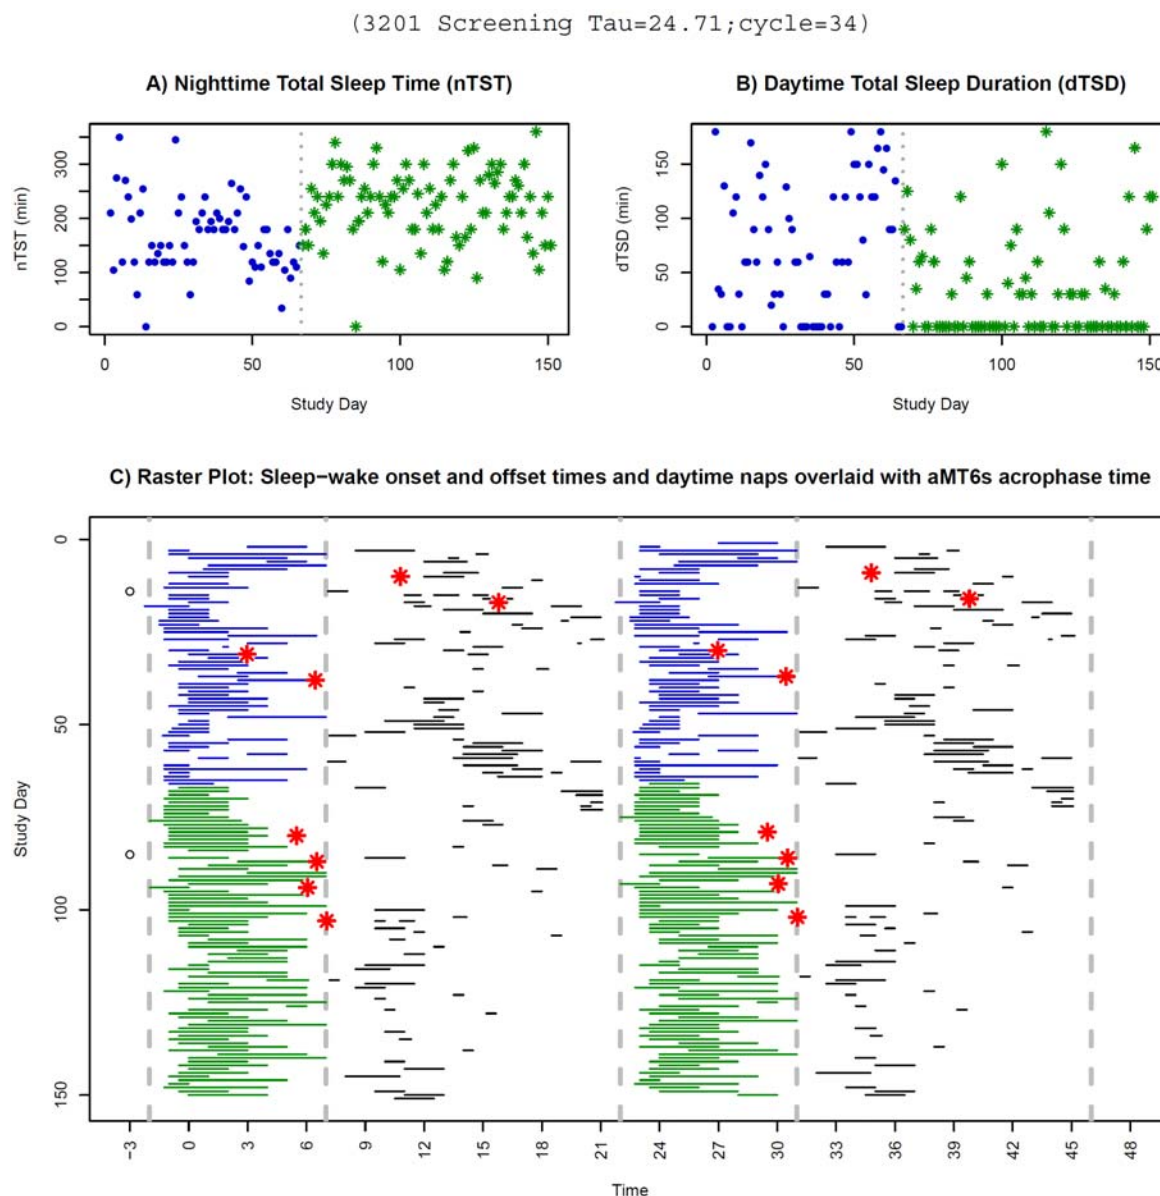 (3201 Screening Tau=24.71;cycle=34)
A) Nighttime Total Sleep Time (nTST)
B) Daytime Total Sleep Duration (dTSD)
nTST (min)
300
200
100
0
0 50 100 150
Study Day
dTSD (min)
150
100
50
0
0 50 100 150
Study Day
C) Raster Plot: Sleep−wake onset and offset times and daytime naps overlaid with aMT6s acrophase time
Study Day
0
50
100
150
−3 0 3 6 9 12 15 18 21 24 27 30 33 36 39 42 45 48
Time